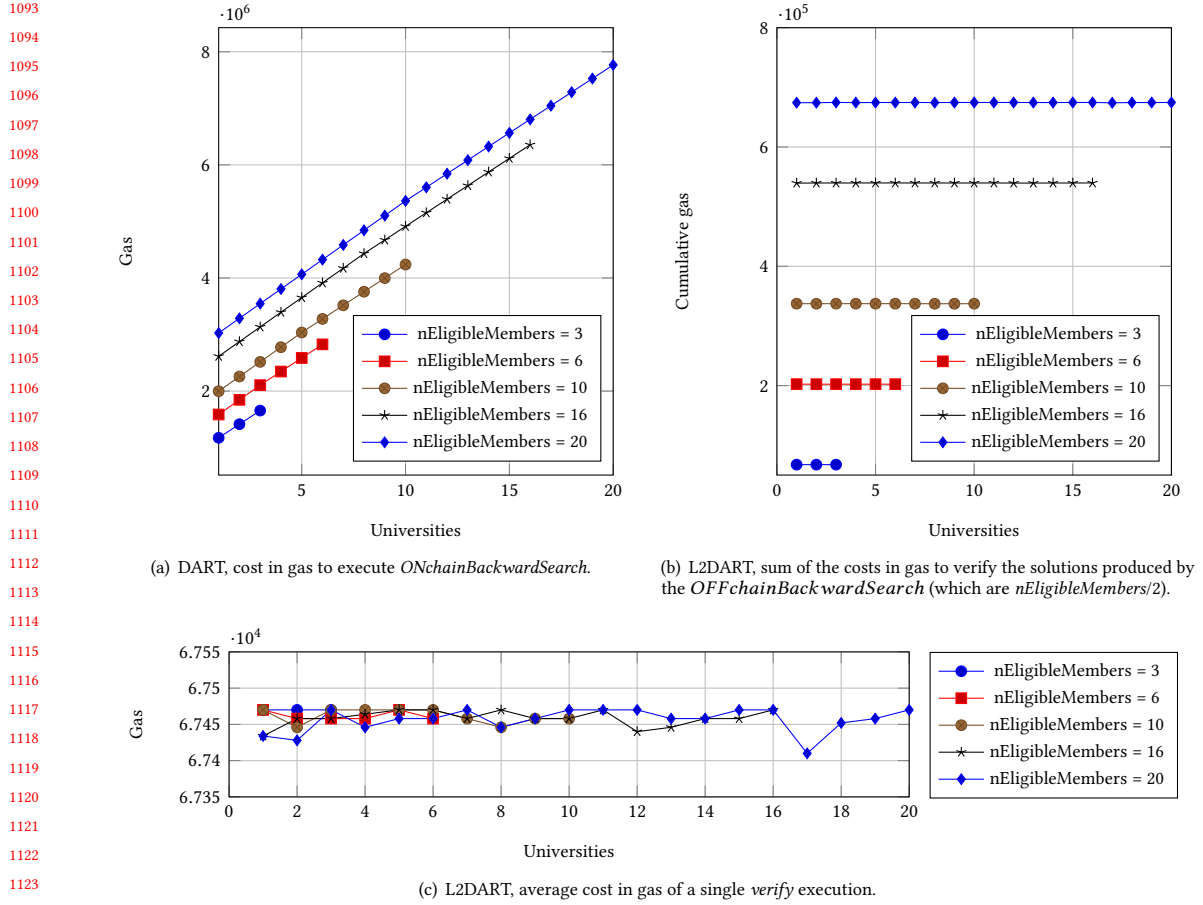 1093
1094
1095
1096
1097
1098
1099
1100
1101
1102
1103
1104
1105
1106
1107
1108
1109
1110
1111
1112
1113
1114
1115
1116
1117
1118
1119
1120
1121
1122
1123
·10⁶
8
6
4
2
5 10 15 20
Gas
Universities
nEligibleMembers = 3
nEligibleMembers = 6
nEligibleMembers = 10
nEligibleMembers = 16
nEligibleMembers = 20
(a) DART, cost in gas to execute ONchainBackwardSearch.
·10⁵
8
6
4
2
0 5 10 15 20
Cumulative gas
Universities
nEligibleMembers = 3
nEligibleMembers = 6
nEligibleMembers = 10
nEligibleMembers = 16
nEligibleMembers = 20
(b) L2DART, sum of the costs in gas to verify the solutions produced by
the OFFchainBackwardSearch (which are nEligibleMembers/2).
·10⁴
6.755
6.75
6.745
6.74
6.735
0 2 4 6 8 10 12 14 16 18 20
Gas
Universities
nEligibleMembers = 3
nEligibleMembers = 6
nEligibleMembers = 10
nEligibleMembers = 16
nEligibleMembers = 20
(c) L2DART, average cost in gas of a single verify execution.